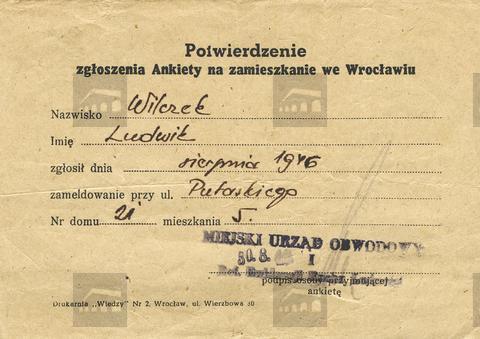 Potwierdzenie
zgłoszenia Ankiety na zamieszkanie we Wrocławiu
Nazwisko Wilczek
Imię Ludwik
zgłosił dnia sierpnia 1946
zameldowanie przy ul. Pułaskiego
Nr domu 21 mieszkania 5.
MIEJSKI URZĄD OBWODOWY
30. 8. I
podpis osoby przyjmującej
ankietę
Drukarnia „Wiedzy” Nr 2, Wrocław, ul. Wierzbowa 30